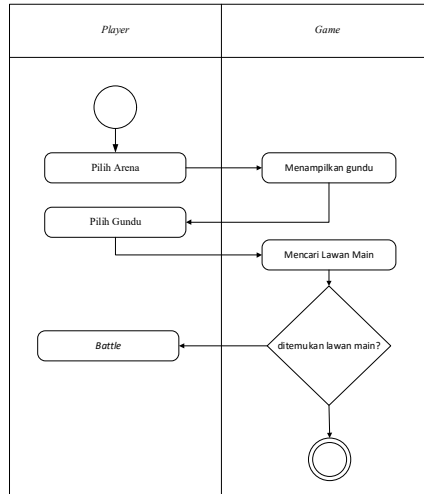 Player
Game
Pilih Arena
Menampilkan gundu
Pilih Gundu
Mencari Lawan Main
ditemukan lawan main?
Battle